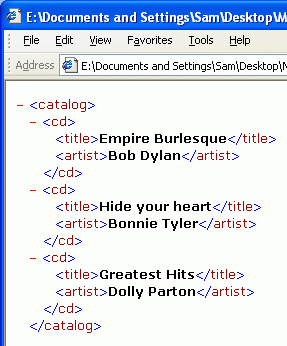 E:\Documents and Settings\Sam\Desktop\
File Edit View Favorites Tools Help
Address E:\Documents and Settings\Sam\Desktop\
- <catalog>
- <cd>
<title>Empire Burlesque</title>
<artist>Bob Dylan</artist>
</cd>
- <cd>
<title>Hide your heart</title>
<artist>Bonnie Tyler</artist>
</cd>
- <cd>
<title>Greatest Hits</title>
<artist>Dolly Parton</artist>
</cd>
</catalog>